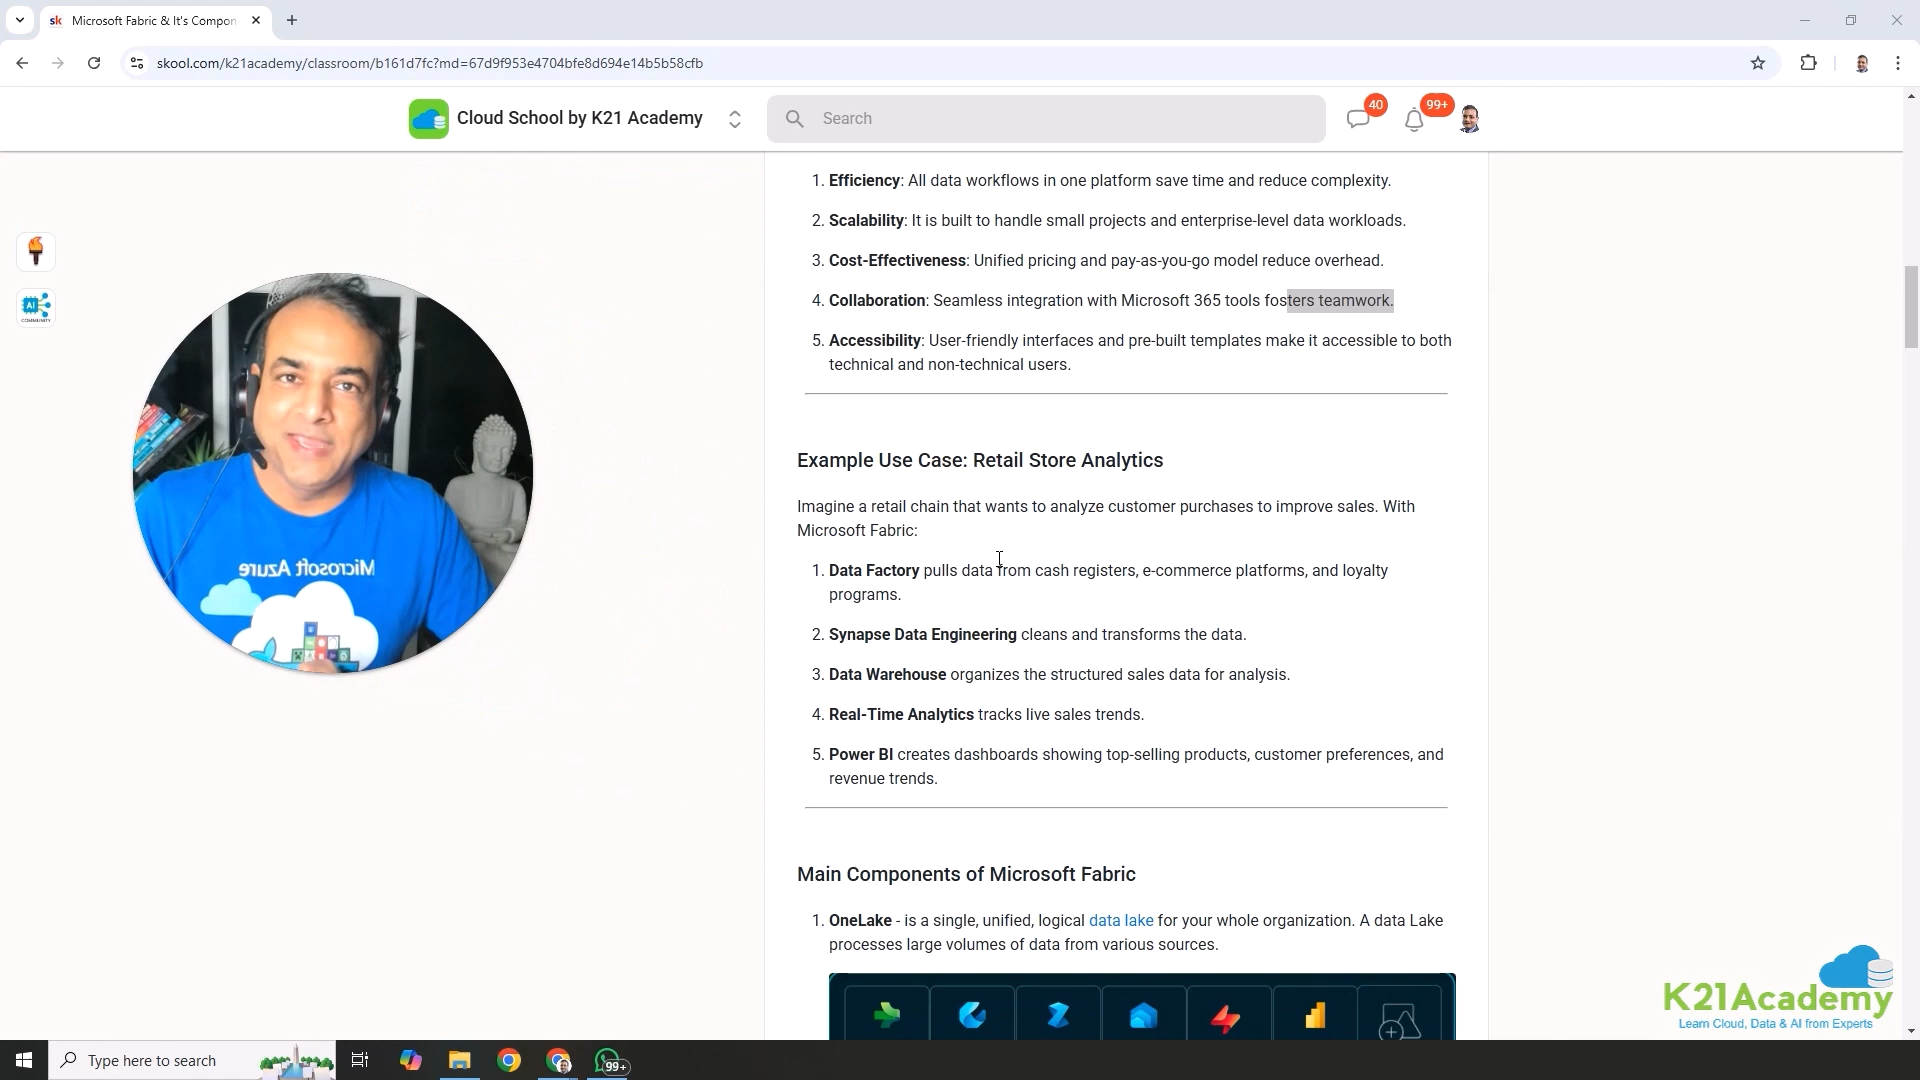 sk Microsoft Fabric & It's Compon
skool.com/k21academy/classroom/b161d7fc?md=67d9f953e4704bfe8d694e14b5b58cfb
Cloud School by K21 Academy
Search
40
99+
AI
COMMUNITY
1. Efficiency: All data workflows in one platform save time and reduce complexity.
2. Scalability: It is built to handle small projects and enterprise-level data workloads.
3. Cost-Effectiveness: Unified pricing and pay-as-you-go model reduce overhead.
4. Collaboration: Seamless integration with Microsoft 365 tools fosters teamwork.
5. Accessibility: User-friendly interfaces and pre-built templates make it accessible to both
technical and non-technical users.
Microsoft Azure
Example Use Case: Retail Store Analytics
Imagine a retail chain that wants to analyze customer purchases to improve sales. With
Microsoft Fabric:
1. Data Factory pulls data from cash registers, e-commerce platforms, and loyalty
programs.
2. Synapse Data Engineering cleans and transforms the data.
3. Data Warehouse organizes the structured sales data for analysis.
4. Real-Time Analytics tracks live sales trends.
5. Power BI creates dashboards showing top-selling products, customer preferences, and
revenue trends.
Main Components of Microsoft Fabric
1. OneLake - is a single, unified, logical data lake for your whole organization. A data Lake
processes large volumes of data from various sources.
K21Academy
Learn Cloud, Data & AI from Experts
Type here to search
99+